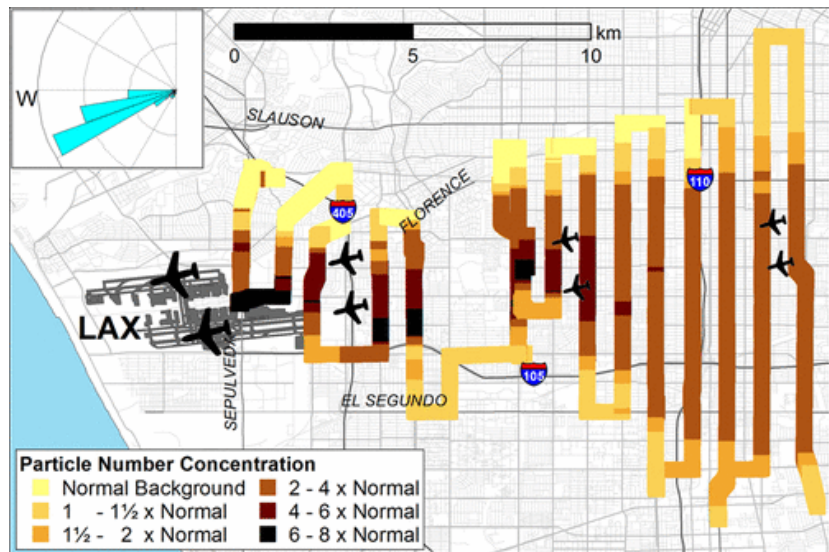 W
0 5 10
km
SLAUSON
FLORENCE
405
110
LAX
SEPULVEDA
105
EL SEGUNDO
Particle Number Concentration
Normal Background
1 - 1½ x Normal
1½ - 2 x Normal
2 - 4 x Normal
4 - 6 x Normal
6 - 8 x Normal